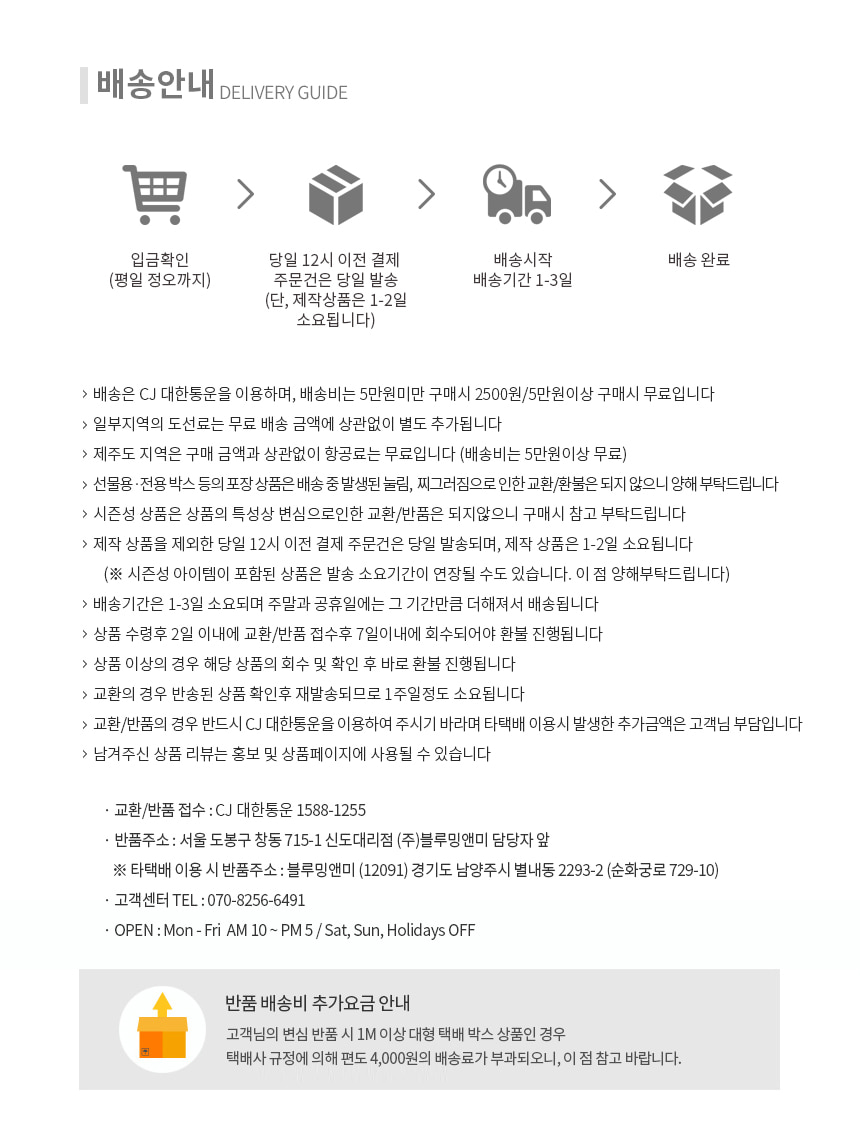 배송안내 DELIVERY GUIDE
입금확인
(평일 정오까지)
당일 12시 이전 결제
주문건은 당일 발송
(단, 제작상품은 1-2일
소요됩니다)
배송시작
배송기간 1-3일
배송 완료
> 배송은 CJ 대한통운을 이용하며, 배송비는 5만원미만 구매시 2500원/5만원이상 구매시 무료입니다
> 일부지역의 도선료는 무료 배송 금액에 상관없이 별도 추가됩니다
> 제주도 지역은 구매 금액과 상관없이 항공료는 무료입니다 (배송비는 5만원이상 무료)
> 선물용·전용 박스 등의 포장 상품은 배송 중 발생된 눌림, 찌그러짐으로 인한 교환/환불은 되지 않으니 양해 부탁드립니다
> 시즌성 상품은 상품의 특성상 변심으로인한 교환/반품은 되지않으니 구매시 참고 부탁드립니다
> 제작 상품을 제외한 당일 12시 이전 결제 주문건은 당일 발송되며, 제작 상품은 1-2일 소요됩니다
(※ 시즌성 아이템이 포함된 상품은 발송 소요기간이 연장될 수도 있습니다. 이 점 양해부탁드립니다)
> 배송기간은 1-3일 소요되며 주말과 공휴일에는 그 기간만큼 더해져서 배송됩니다
> 상품 수령후 2일 이내에 교환/반품 접수후 7일이내에 회수되어야 환불 진행됩니다
> 상품 이상의 경우 해당 상품의 회수 및 확인 후 바로 환불 진행됩니다
> 교환의 경우 반송된 상품 확인후 재발송되므로 1주일정도 소요됩니다
> 교환/반품의 경우 반드시 CJ 대한통운을 이용하여 주시기 바라며 타택배 이용시 발생한 추가금액은 고객님 부담입니다
> 남겨주신 상품 리뷰는 홍보 및 상품페이지에 사용될 수 있습니다
· 교환/반품 접수 : CJ 대한통운 1588-1255
· 반품주소 : 서울 도봉구 창동 715-1 신도대리점 (주)블루밍앤미 담당자 앞
※ 타택배 이용 시 반품주소 : 블루밍앤미 (12091) 경기도 남양주시 별내동 2293-2 (순화궁로 729-10)
· 고객센터 TEL : 070-8256-6491
· OPEN : Mon - Fri AM 10 ~ PM 5 / Sat, Sun, Holidays OFF
반품 배송비 추가요금 안내
고객님의 변심 반품 시 1M 이상 대형 택배 박스 상품인 경우
택배사 규정에 의해 편도 4,000원의 배송료가 부과되오니, 이 점 참고 바랍니다.